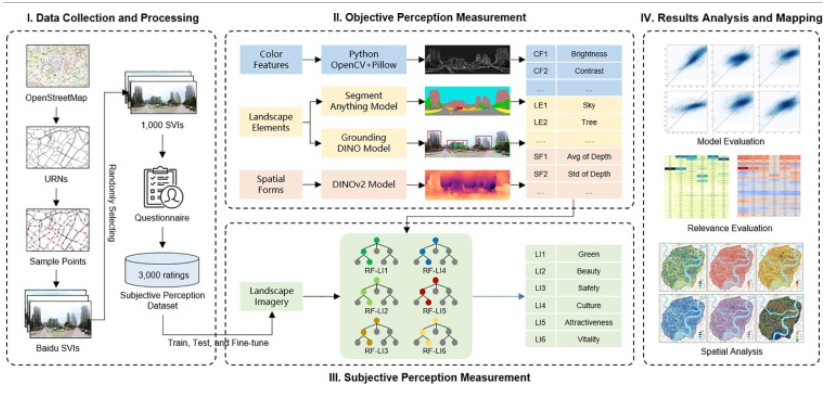 I. Data Collection and Processing
OpenStreetMap
URNs
Sample Points
Baidu SVIs
Randomly Selecting
1,000 SVIs
Questionnaire
3,000 ratings
Subjective Perception
Dataset
Train, Test, and Fine-tune
II. Objective Perception Measurement
Color
Features
Python
OpenCV+Pillow
Landscape
Elements
Segment
Anything Model
Grounding
DINO Model
Spatial
Forms
DINOv2 Model
CF1 Brightness
CF2 Contrast
... ...
LE1 Sky
LE2 Tree
.... ....
SF1 Avg of Depth
SF2 Std of Depth
... ...
Landscape
Imagery
RF-LI1
RF-LI4
RF-LI2
RF-LI5
RF-LI3
RF-LI6
LI1 Green
LI2 Beauty
LI3 Safety
LI4 Culture
LI5 Attractiveness
LI6 Vitality
III. Subjective Perception Measurement
IV. Results Analysis and Mapping
Model Evaluation
Relevance Evaluation
Spatial Analysis